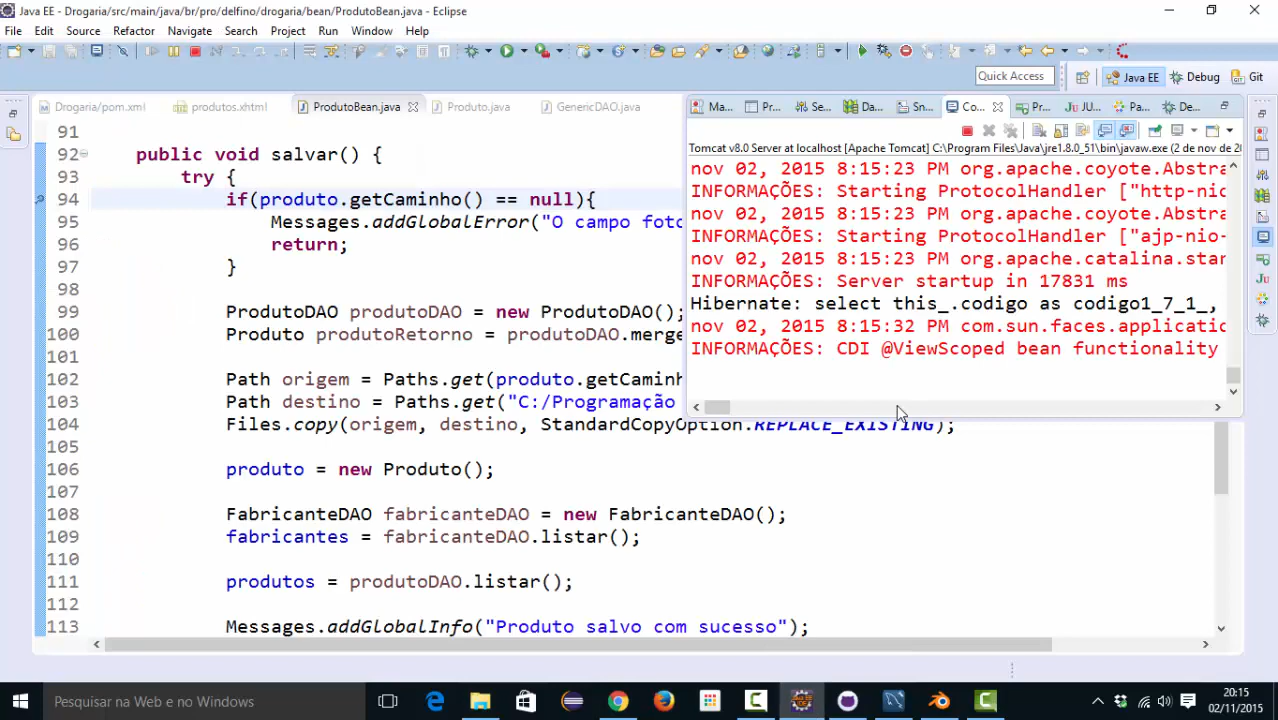 Java EE - Drogaria/src/main/java/br/pro/delfino/drogaria/bean/ProdutoBean.java - Eclipse
File Edit Source Refactor Navigate Search Project Run Window Help
Quick Access Java EE Debug Git
Drogaria/pom.xml produtos.xhtml ProdutoBean.java Produto.java GenericDAO.java
Ma... Pr... Se... Da... Sn... Co... Pr... JU... Pa... De...
Tomcat v8.0 Server at localhost [Apache Tomcat] C:\Program Files\Java\jre1.8.0_51\bin\javaw.exe (2 de nov de 20
nov 02, 2015 8:15:23 PM org.apache.coyote.Abstra
INFORMAÇÕES: Starting ProtocolHandler ["http-nio
nov 02, 2015 8:15:23 PM org.apache.coyote.Abstra
INFORMAÇÕES: Starting ProtocolHandler ["ajp-nio-
nov 02, 2015 8:15:23 PM org.apache.catalina.star
INFORMAÇÕES: Server startup in 17831 ms
Hibernate: select this_.codigo as codigo1_7_1_,
nov 02, 2015 8:15:32 PM com.sun.faces.applicatio
INFORMAÇÕES: CDI @ViewScoped bean functionality
91
92 public void salvar() {
93 try {
94 if(produto.getCaminho() == null){
95 Messages.addGlobalError("O campo foto
96 return;
97 }
98
99 ProdutoDAO produtoDAO = new ProdutoDAO();
100 Produto produtoRetorno = produtoDAO.merge
101
102 Path origem = Paths.get(produto.getCaminh
103 Path destino = Paths.get("C:/Programação
104 Files.copy(origem, destino, StandardCopyOption.REPLACE_EXISTING);
105
106 produto = new Produto();
107
108 FabricanteDAO fabricanteDAO = new FabricanteDAO();
109 fabricantes = fabricanteDAO.listar();
110
111 produtos = produtoDAO.listar();
112
113 Messages.addGlobalInfo("Produto salvo com sucesso");
Pesquisar na Web e no Windows
20:15
02/11/2015